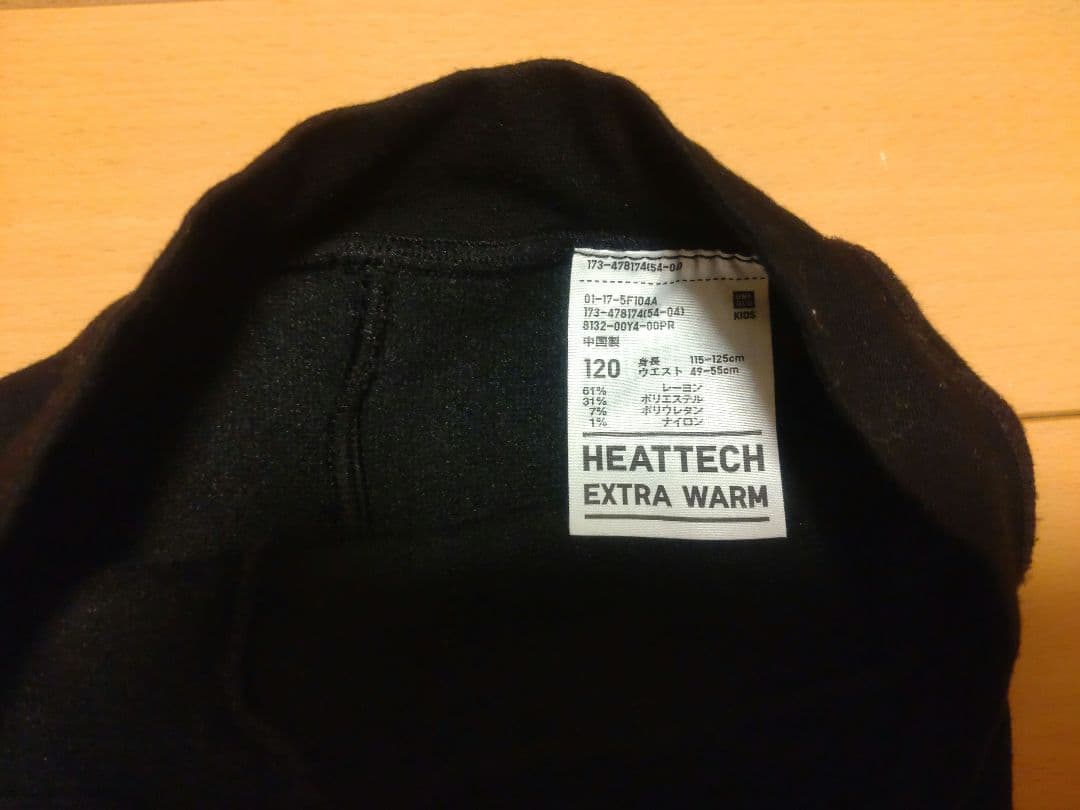 173-478174(54-04)
01-17-5F104A
173-478174(54-04)
8132-00Y4-00PR
UNI
QLO
KIDS
中国製
120 身長 115-125cm
ウエスト 49-55cm
61% レーヨン
31% ポリエステル
7% ポリウレタン
1% ナイロン
HEATTECH
EXTRA WARM